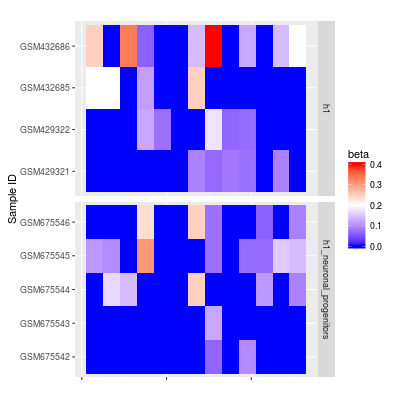 GSM432686
GSM432685
GSM429322
GSM429321
h1
GSM675546
GSM675545
GSM675544
GSM675543
GSM675542
h1_neuronal_progenitors
Sample ID
beta
0.4
0.3
0.2
0.1
0.0